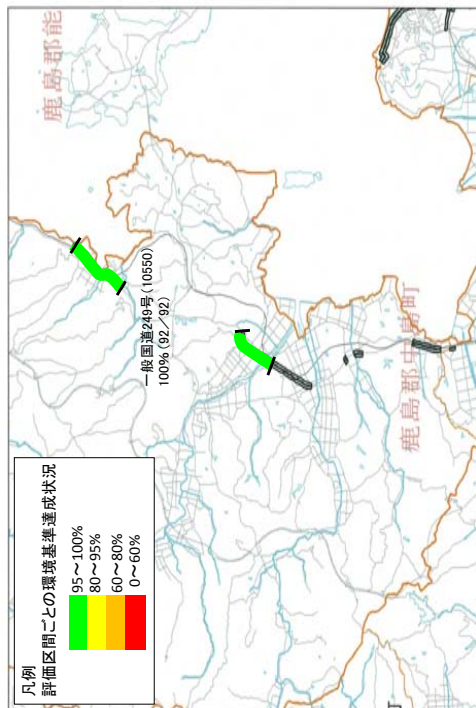 凡例
評価区間ごとの環境基準達成状況
95～100%
80～95%
60～80%
0～60%
一般国道249号(10550)
100%(92／92)
鹿島郡能
鹿島郡中島町
町